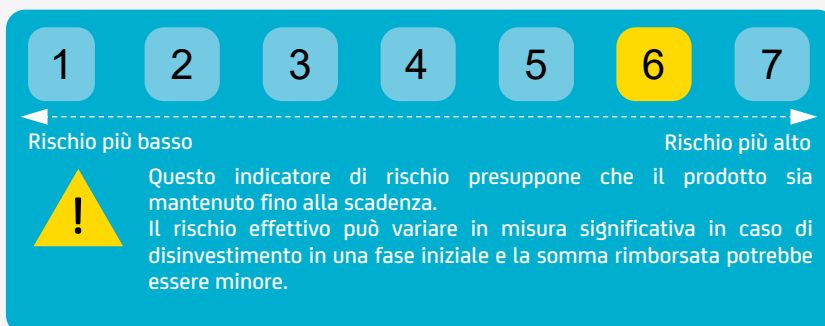 1 2 3 4 5 6 7
Rischio più basso Rischio più alto
! Questo indicatore di rischio presuppone che il prodotto sia
mantenuto fino alla scadenza.
Il rischio effettivo può variare in misura significativa in caso di
disinvestimento in una fase iniziale e la somma rimborsata potrebbe
essere minore.